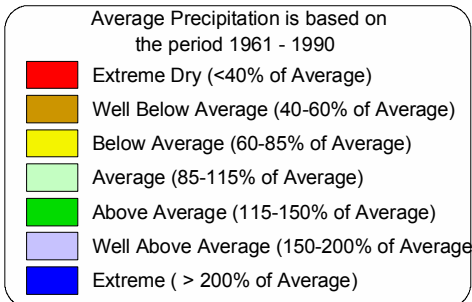 Average Precipitation is based on
the period 1961 - 1990
Extreme Dry (<40% of Average)
Well Below Average (40-60% of Average)
Below Average (60-85% of Average)
Average (85-115% of Average)
Above Average (115-150% of Average)
Well Above Average (150-200% of Average
Extreme ( > 200% of Average)